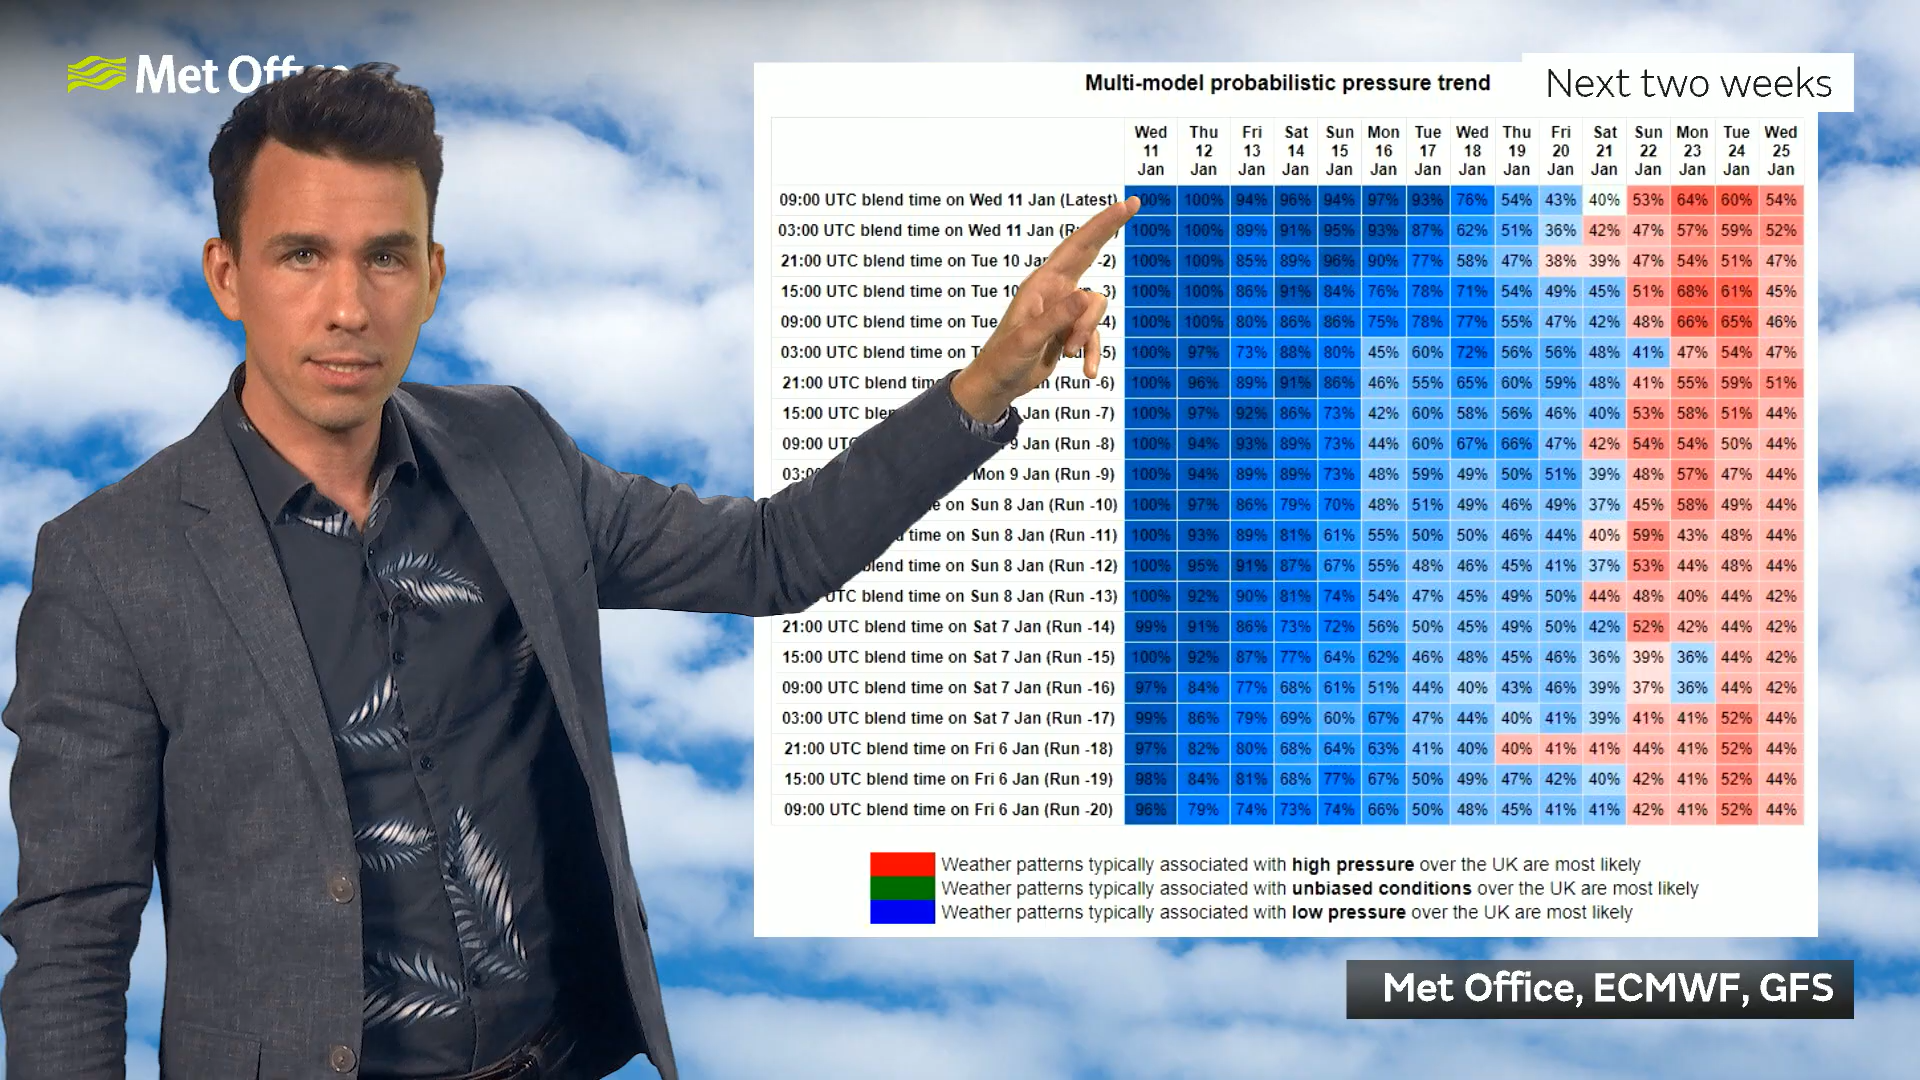 Met Office
Next two weeks
Multi-model probabilistic pressure trend
Wed Thu Fri Sat Sun Mon Tue Wed Thu Fri Sat Sun Mon Tue Wed
11 12 13 14 15 16 17 18 19 20 21 22 23 24 25
Jan Jan Jan Jan Jan Jan Jan Jan Jan Jan Jan Jan Jan Jan Jan
09:00 UTC blend time on Wed 11 Jan (Latest) 100% 100% 94% 96% 94% 97% 93% 76% 54% 43% 40% 53% 64% 60% 54%
03:00 UTC blend time on Wed 11 Jan 100% 100% 89% 91% 95% 93% 87% 62% 51% 36% 42% 47% 57% 59% 52%
21:00 UTC blend time on Tue 10 Jan -2) 100% 100% 85% 89% 96% 90% 77% 58% 47% 38% 39% 47% 54% 51% 47%
15:00 UTC blend time on Tue 10 -3) 100% 100% 86% 91% 84% 76% 78% 71% 54% 49% 45% 51% 68% 61% 45%
09:00 UTC blend time on Tue -4) 100% 100% 80% 86% 86% 75% 78% 77% 55% 47% 42% 48% 66% 65% 46%
03:00 UTC blend time on -5) 100% 97% 73% 88% 80% 45% 60% 72% 56% 56% 48% 41% 47% 54% 47%
21:00 UTC blend time (Run -6) 100% 96% 89% 91% 86% 46% 55% 65% 60% 59% 48% 41% 55% 59% 51%
15:00 UTC blend Jan (Run -7) 100% 97% 92% 86% 73% 42% 60% 58% 56% 46% 40% 53% 58% 51% 44%
09:00 UTC 9 Jan (Run -8) 100% 94% 93% 89% 73% 44% 60% 67% 66% 47% 42% 54% 54% 50% 44%
03:00 Mon 9 Jan (Run -9) 100% 94% 89% 89% 73% 48% 59% 49% 50% 51% 39% 48% 57% 47% 44%
on Sun 8 Jan (Run -10) 100% 97% 86% 79% 70% 48% 51% 49% 46% 49% 37% 45% 58% 49% 44%
time on Sun 8 Jan (Run -11) 100% 93% 89% 81% 61% 55% 50% 50% 46% 44% 40% 59% 43% 48% 44%
blend time on Sun 8 Jan (Run -12) 100% 95% 91% 87% 67% 55% 48% 46% 45% 41% 37% 53% 44% 48% 44%
UTC blend time on Sun 8 Jan (Run -13) 100% 92% 90% 81% 74% 54% 47% 45% 49% 50% 44% 48% 40% 44% 42%
21:00 UTC blend time on Sat 7 Jan (Run -14) 99% 91% 86% 73% 72% 56% 50% 45% 49% 50% 42% 52% 42% 44% 42%
15:00 UTC blend time on Sat 7 Jan (Run -15) 100% 92% 87% 77% 64% 62% 46% 48% 45% 46% 36% 39% 36% 44% 42%
09:00 UTC blend time on Sat 7 Jan (Run -16) 97% 84% 77% 68% 61% 51% 44% 40% 43% 46% 39% 37% 36% 44% 42%
03:00 UTC blend time on Sat 7 Jan (Run -17) 99% 86% 79% 69% 60% 67% 47% 44% 40% 41% 39% 41% 41% 52% 44%
21:00 UTC blend time on Fri 6 Jan (Run -18) 97% 82% 80% 68% 64% 63% 41% 40% 40% 41% 41% 44% 41% 52% 44%
15:00 UTC blend time on Fri 6 Jan (Run -19) 98% 84% 81% 68% 77% 67% 50% 49% 47% 42% 40% 42% 41% 52% 44%
09:00 UTC blend time on Fri 6 Jan (Run -20) 96% 79% 74% 73% 74% 66% 50% 48% 45% 41% 41% 42% 41% 52% 44%
Weather patterns typically associated with high pressure over the UK are most likely
Weather patterns typically associated with unbiased conditions over the UK are most likely
Weather patterns typically associated with low pressure over the UK are most likely
Met Office, ECMWF, GFS